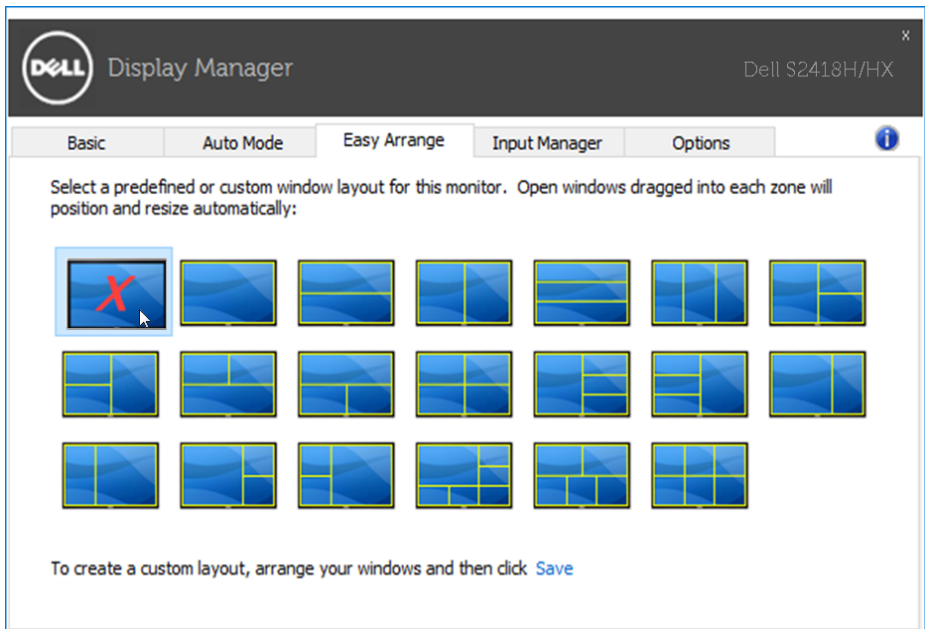 x
DELL
Display Manager
Dell S2418H/HX
Basic
Auto Mode
Easy Arrange
Input Manager
Options
i
Select a predefined or custom window layout for this monitor. Open windows dragged into each zone will
position and resize automatically:
X
To create a custom layout, arrange your windows and then click Save